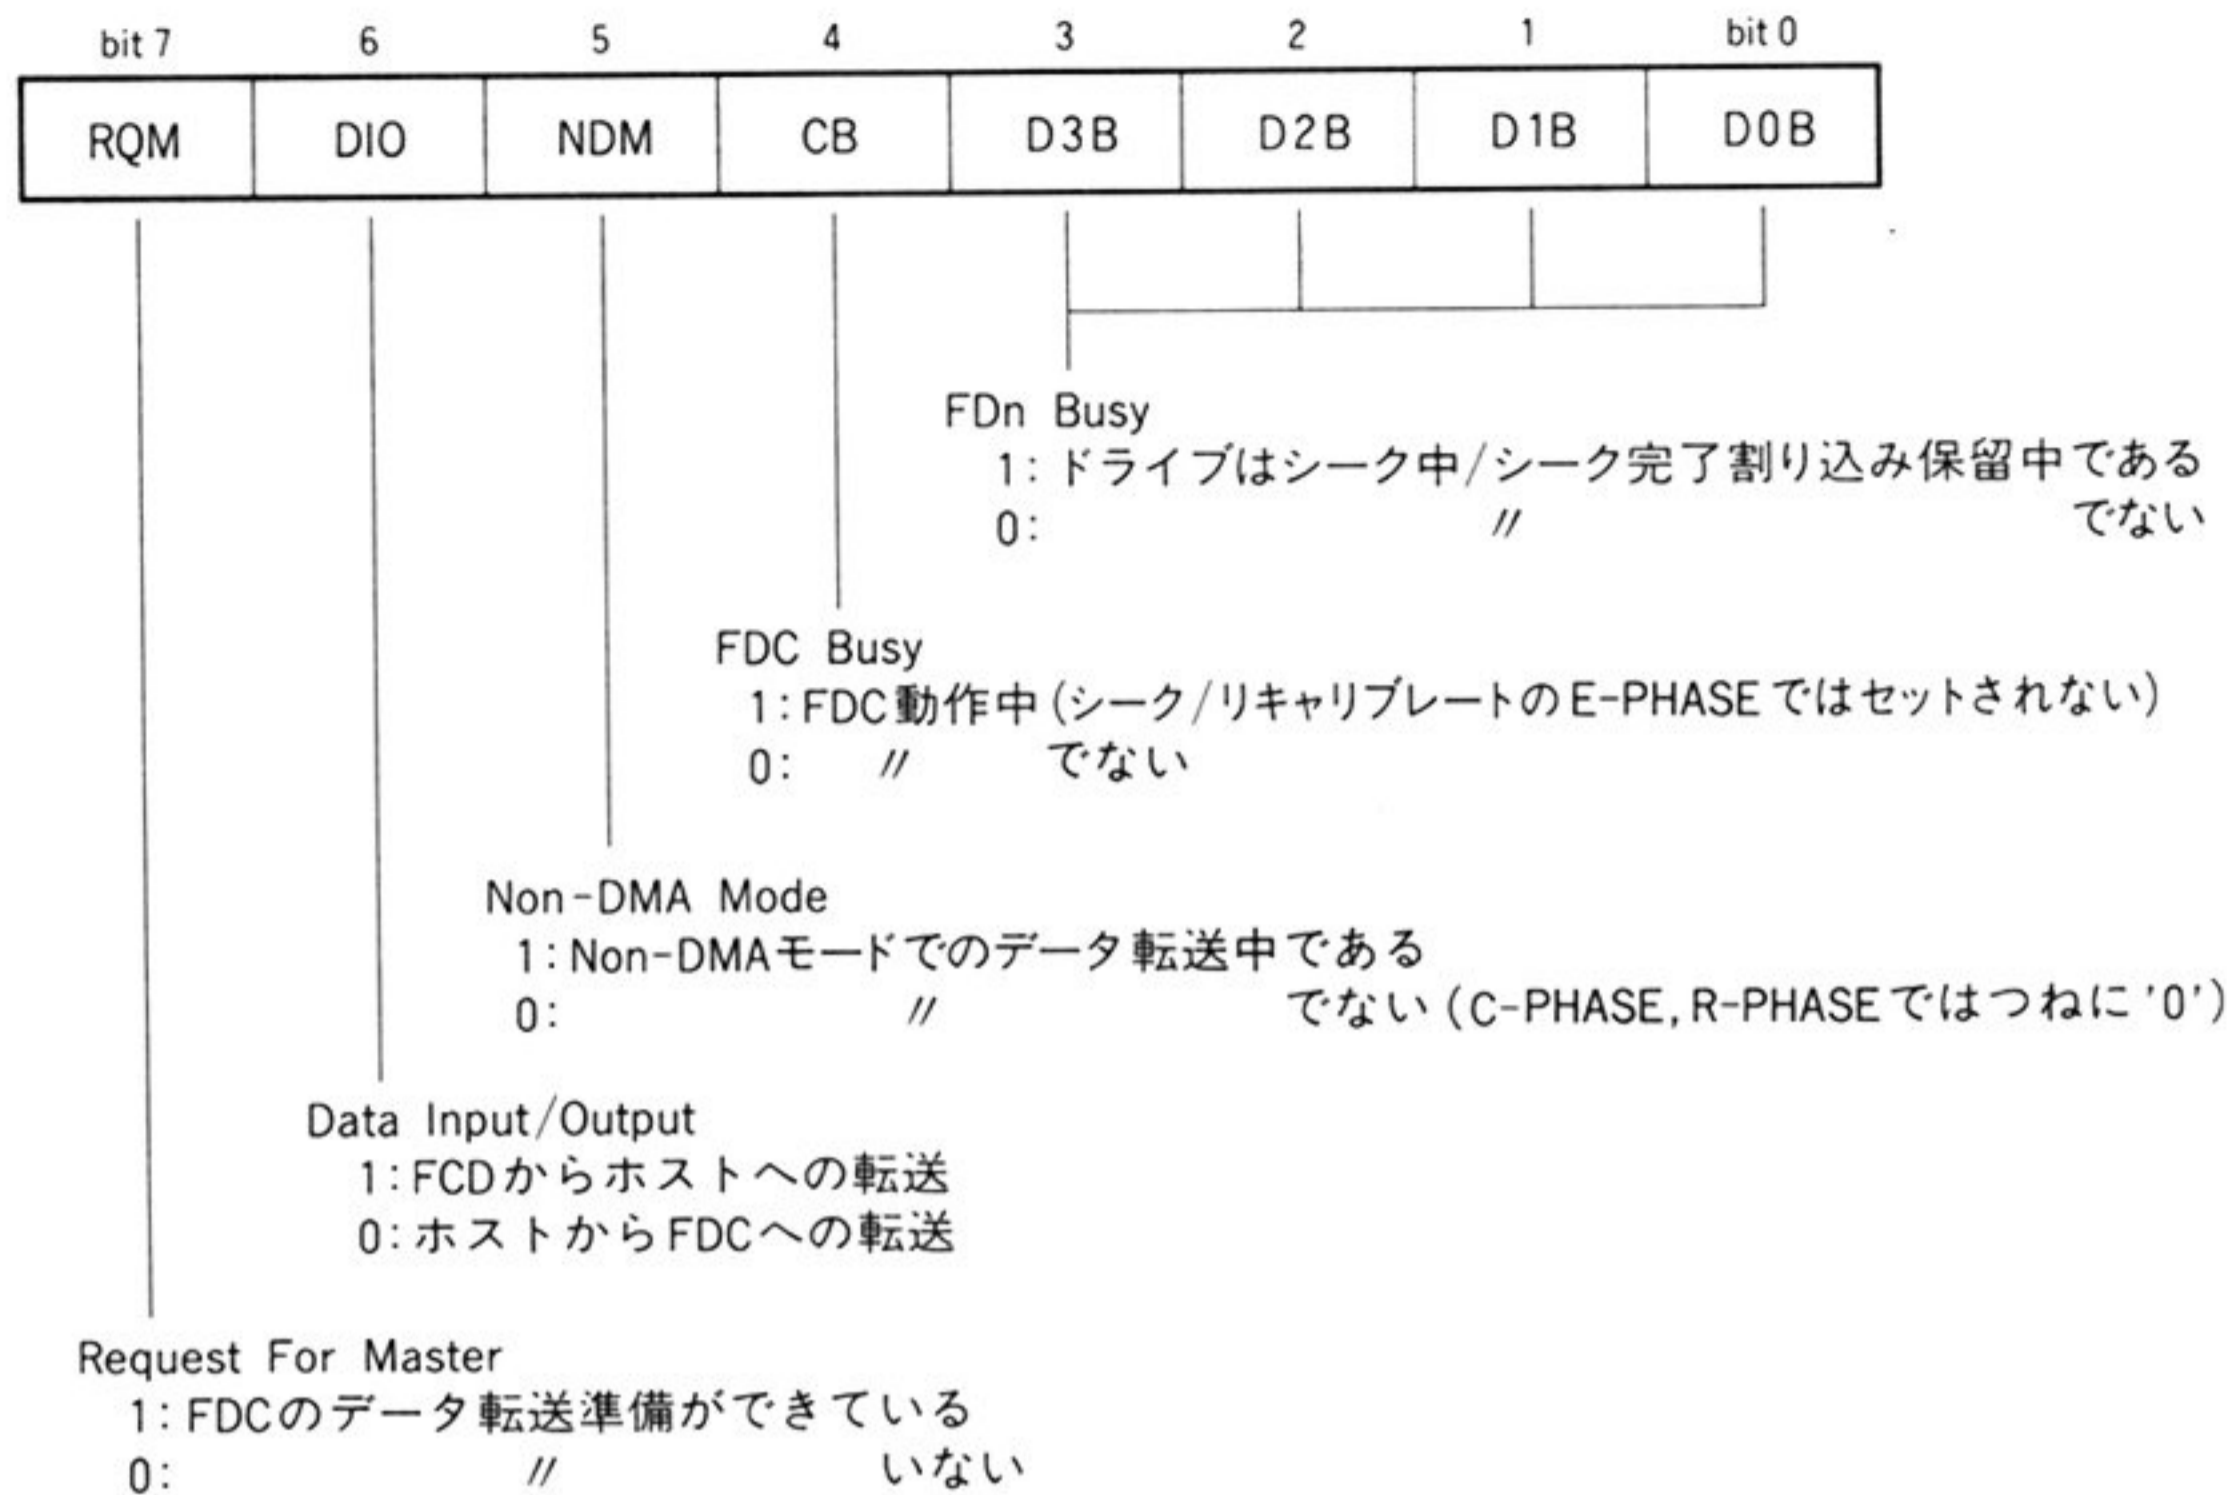 bit 7 6 5 4 3 2 1 bit 0
RQM DIO NDM CB D3B D2B D1B D0B
FDn Busy
1: ドライブはシーク中/シーク完了割り込み保留中である
0: 〃 でない
FDC Busy
1: FDC動作中(シーク/リキャリブレートのE-PHASEではセットされない)
0: 〃 でない
Non-DMA Mode
1: Non-DMAモードでのデータ転送中である
0: 〃 でない(C-PHASE, R-PHASEではつねに'0')
Data Input/Output
1: FCDからホストへの転送
0: ホストからFDCへの転送
Request For Master
1: FDCのデータ転送準備ができている
0: 〃 いない